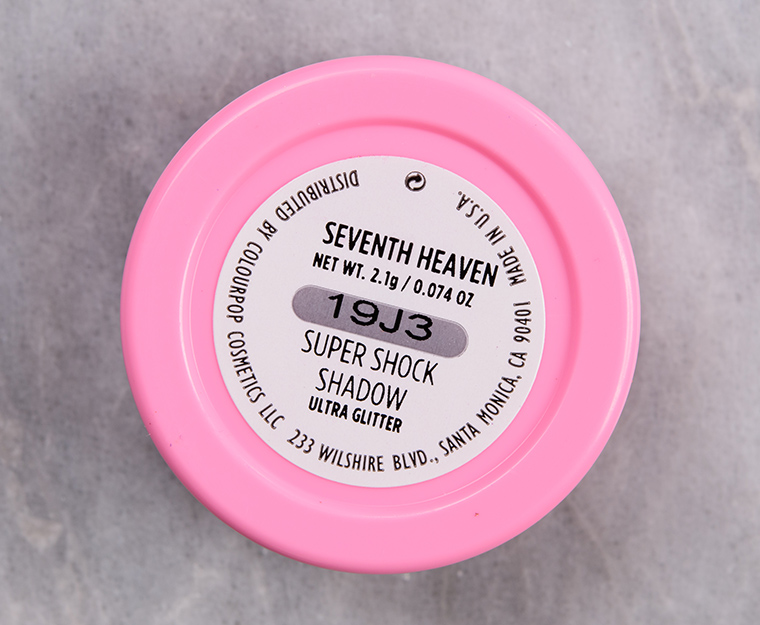 SEVENTH HEAVEN
NET WT. 2.1g / 0.074 OZ
19J3
SUPER SHOCK
SHADOW
ULTRA GLITTER
DISTRIBUTED BY COLOURPOP COSMETICS LLC 233 WILSHIRE BLVD., SANTA MONICA, CA 90401 MADE IN U.S.A.